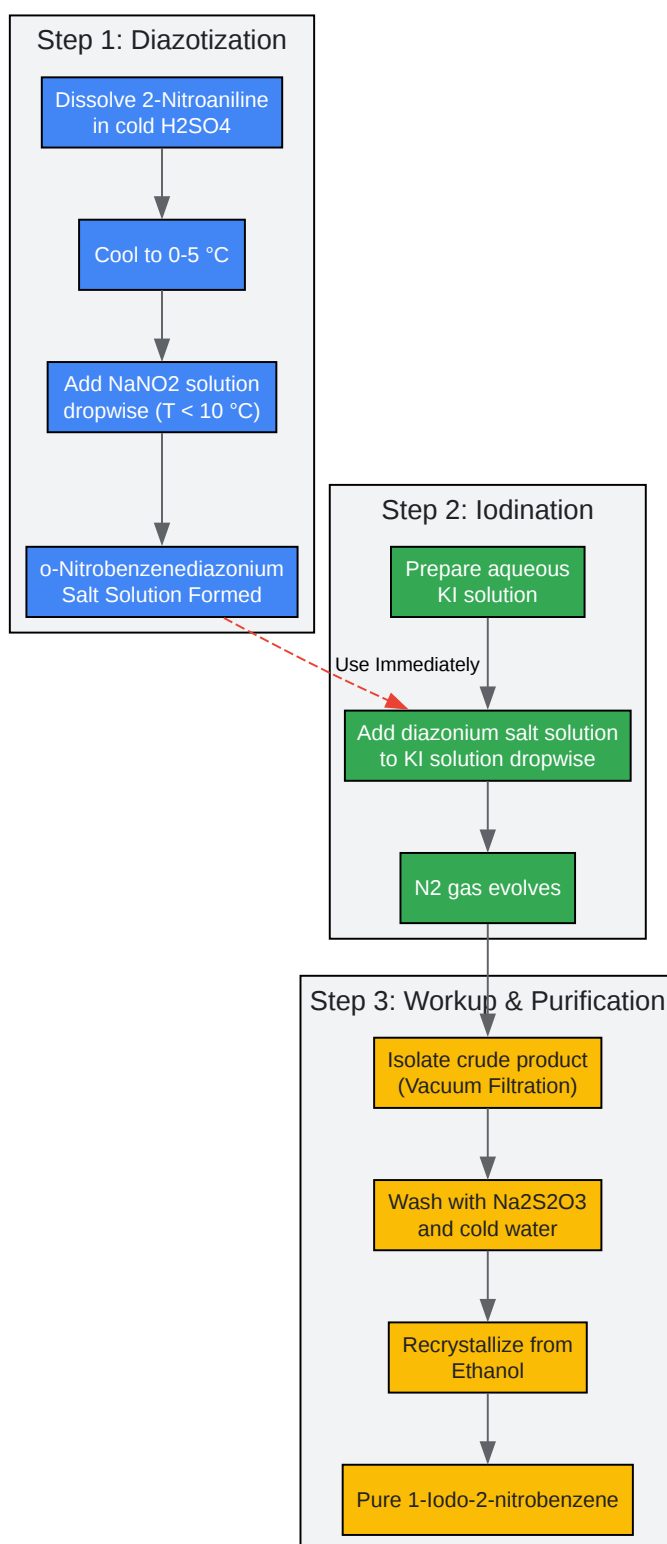 Step 1: Diazotization
Dissolve 2-Nitroaniline
in cold H2SO4
Cool to 0-5 °C
Add NaNO2 solution
dropwise (T < 10 °C)
o-Nitrobenzenediazonium
Salt Solution Formed
Step 2: Iodination
Prepare aqueous
KI solution
Use Immediately
Add diazonium salt solution
to KI solution dropwise
N2 gas evolves
Step 3: Workup & Purification
Isolate crude product
(Vacuum Filtration)
Wash with Na2S2O3
and cold water
Recrystallize from
Ethanol
Pure 1-Iodo-2-nitrobenzene